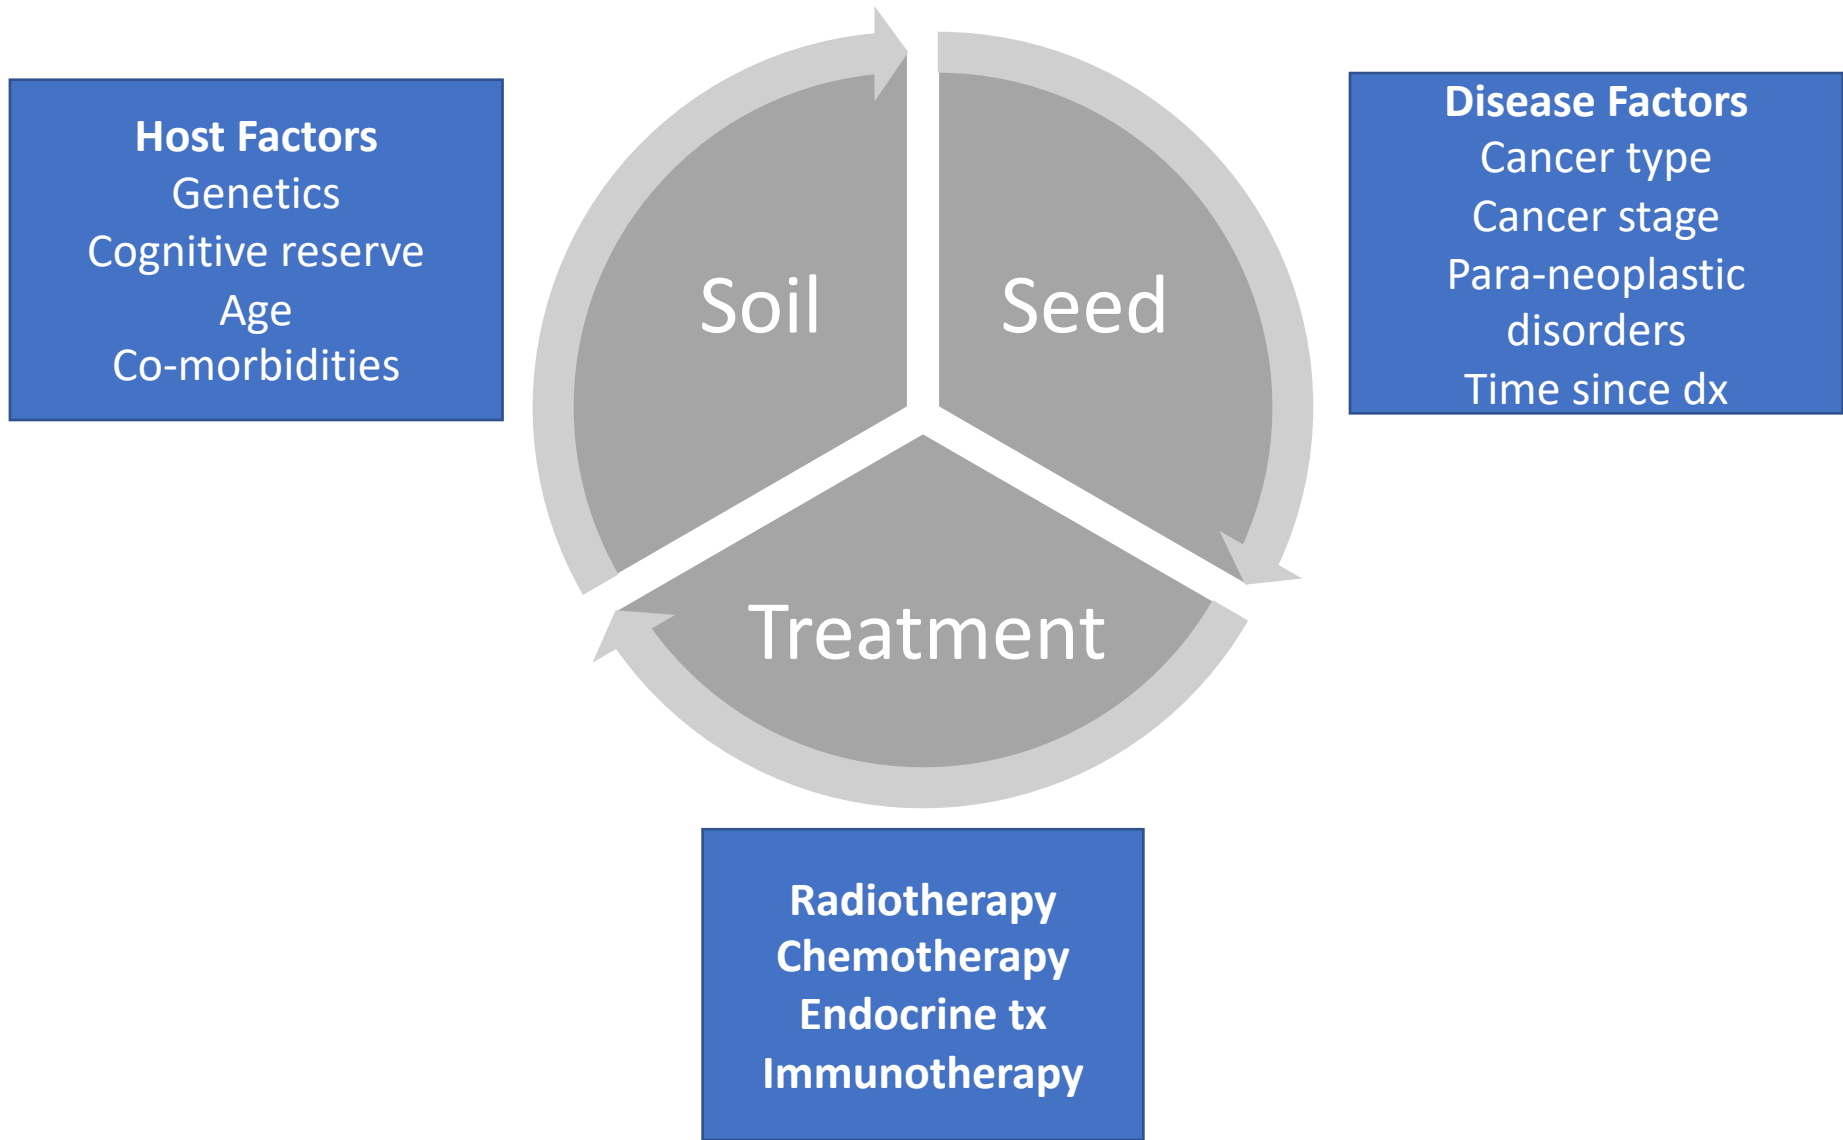 Host Factors
Genetics
Cognitive reserve
Age
Co-morbidities
Soil
Seed
Treatment
Disease Factors
Cancer type
Cancer stage
Para-neoplastic
disorders
Time since dx
Radiotherapy
Chemotherapy
Endocrine tx
Immunotherapy